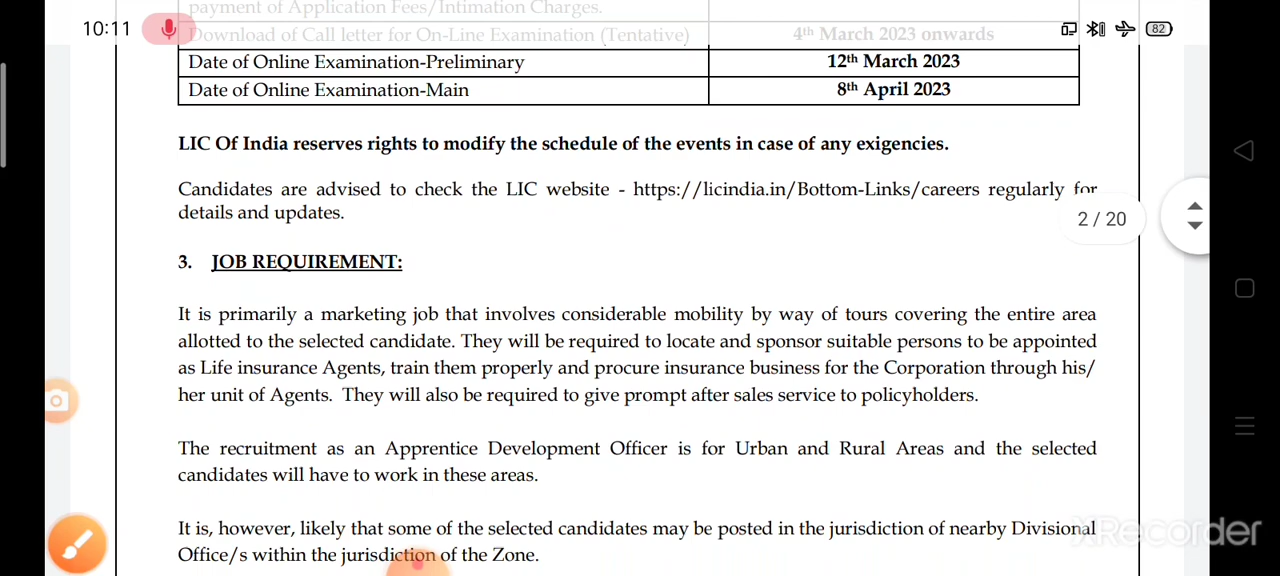 payment of Application Fees/Intimation Charges.
10:11
82
Download of Call letter for On-Line Examination (Tentative) 4th March 2023 onwards
Date of Online Examination-Preliminary 12th March 2023
Date of Online Examination-Main 8th April 2023
LIC Of India reserves rights to modify the schedule of the events in case of any exigencies.
Candidates are advised to check the LIC website - https://licindia.in/Bottom-Links/careers regularly for
details and updates.
2 / 20
3. JOB REQUIREMENT:
It is primarily a marketing job that involves considerable mobility by way of tours covering the entire area
allotted to the selected candidate. They will be required to locate and sponsor suitable persons to be appointed
as Life insurance Agents, train them properly and procure insurance business for the Corporation through his/
her unit of Agents. They will also be required to give prompt after sales service to policyholders.
The recruitment as an Apprentice Development Officer is for Urban and Rural Areas and the selected
candidates will have to work in these areas.
It is, however, likely that some of the selected candidates may be posted in the jurisdiction of nearby Divisional
Office/s within the jurisdiction of the Zone.
XRecorder